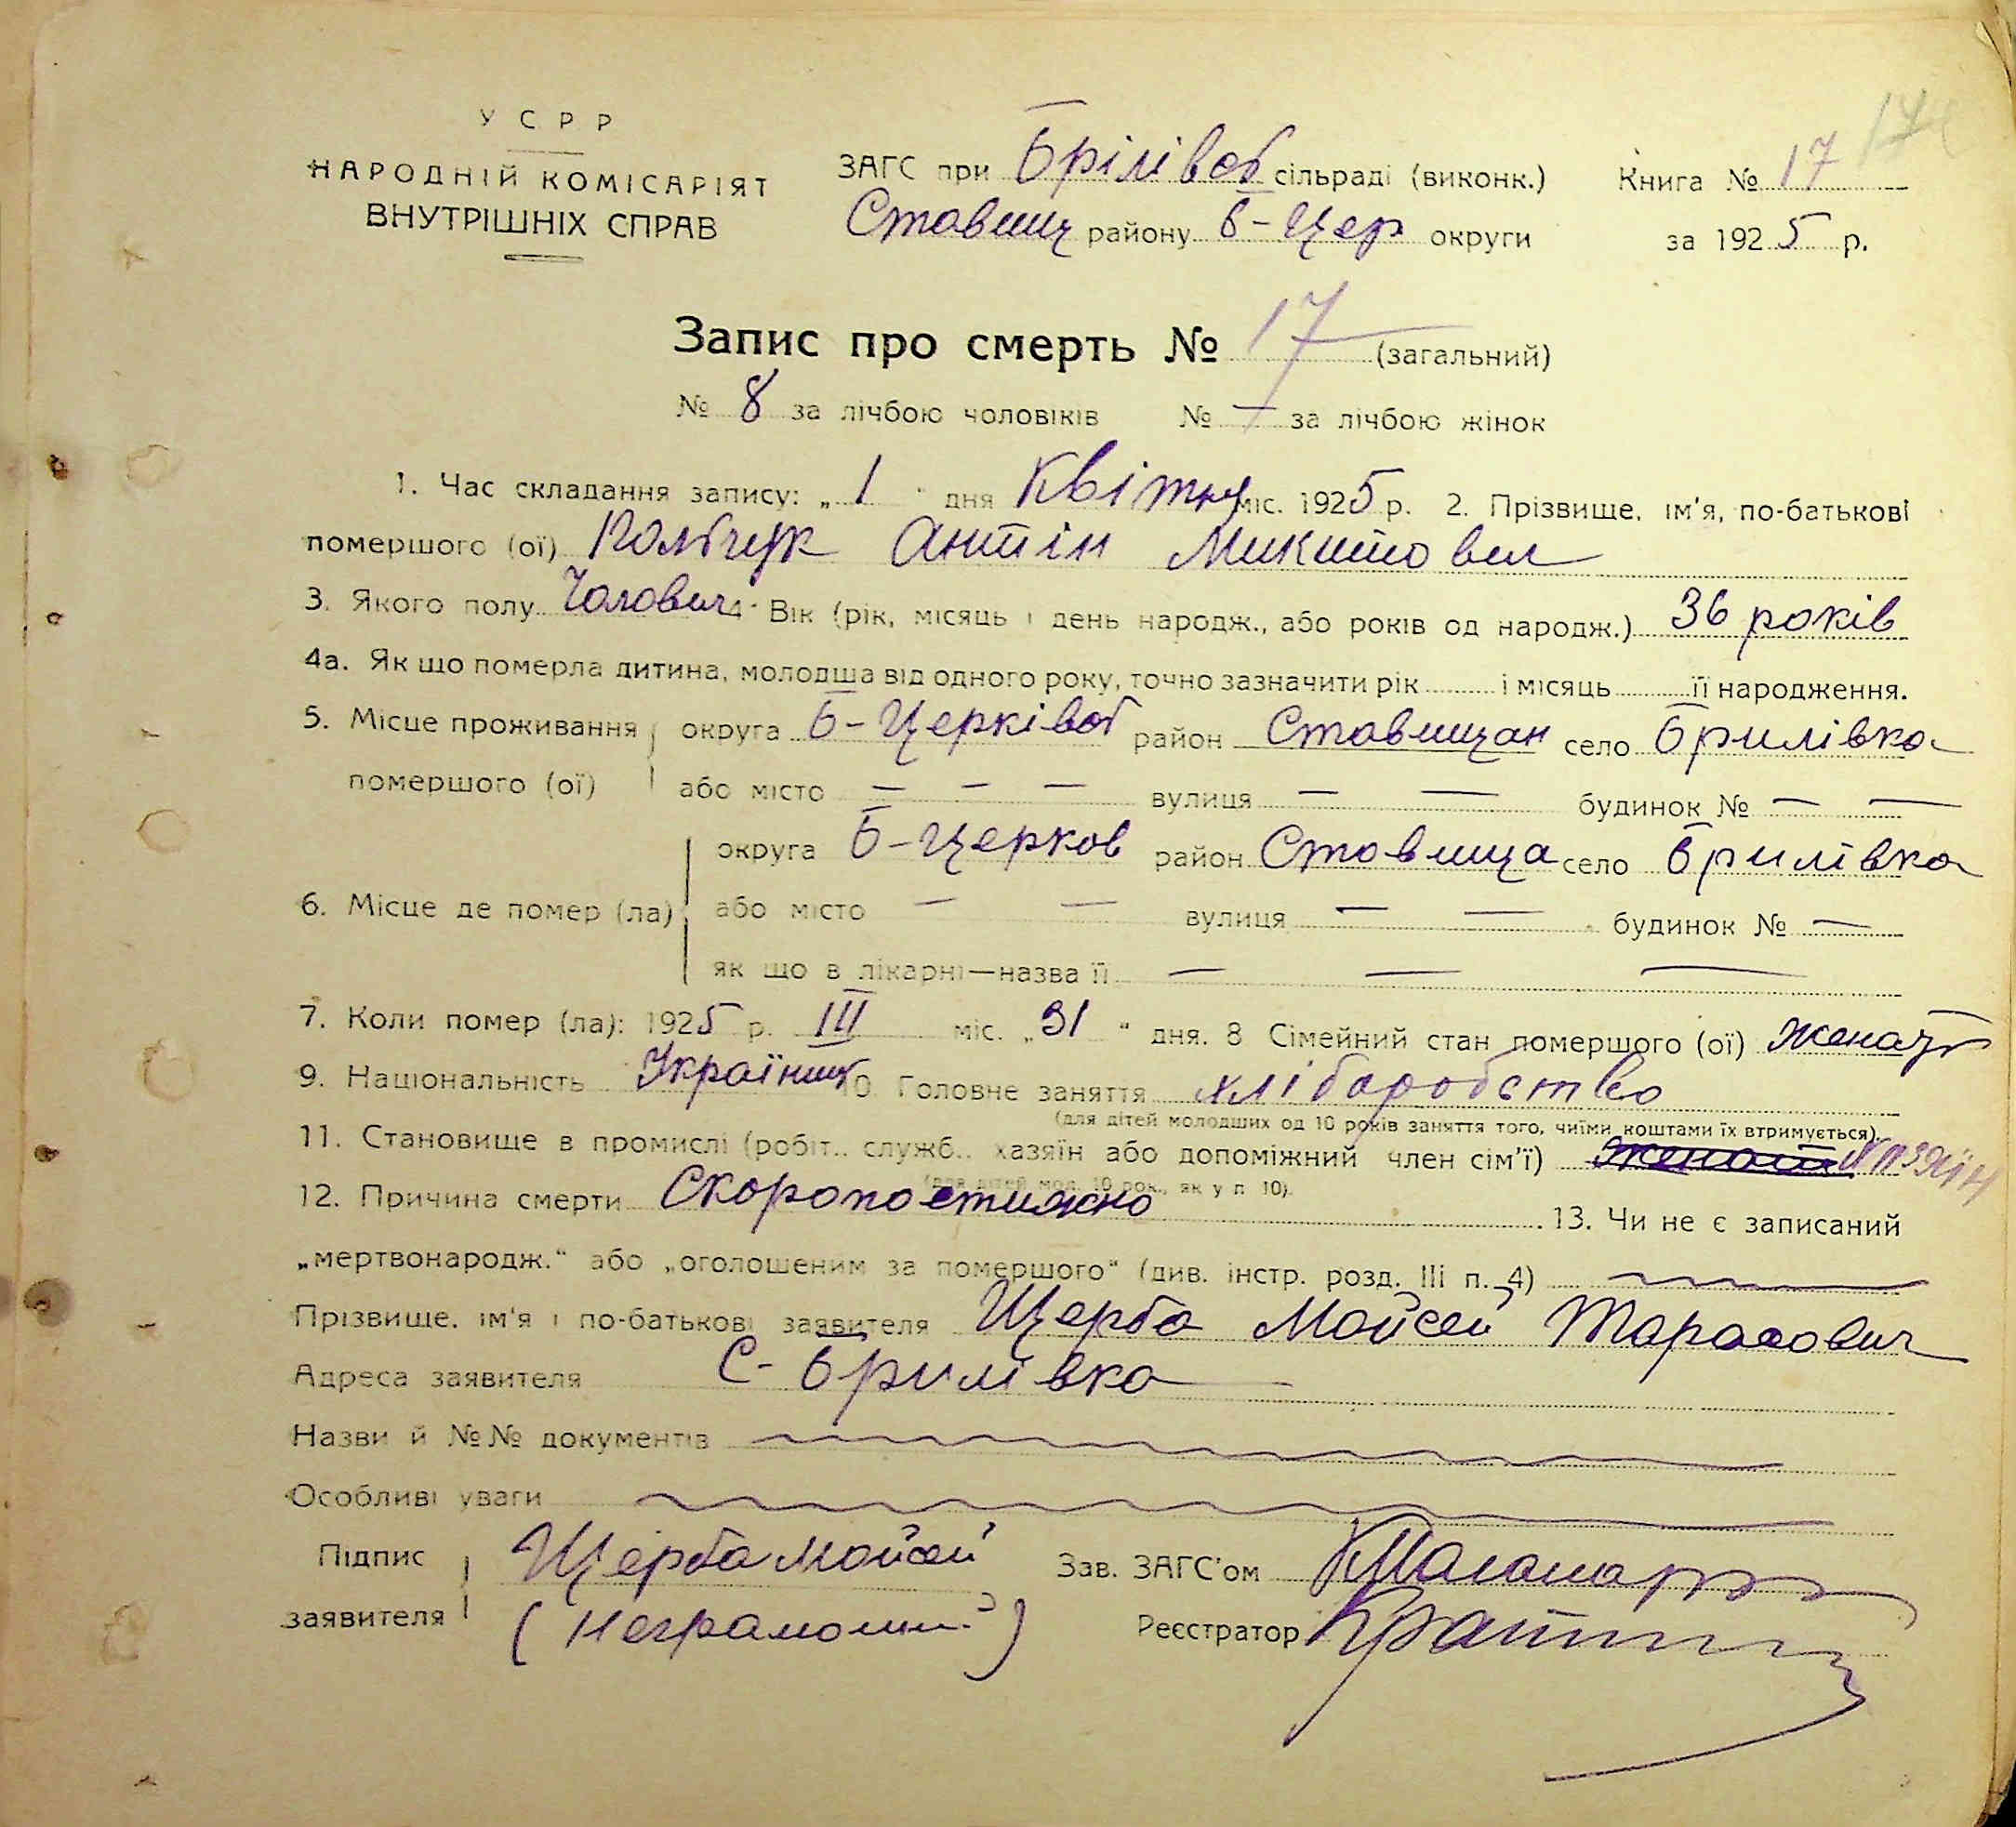 У С Р Р
НАРОДНІЙ КОМІСАРІЯТ
ВНУТРІШНІХ СПРАВ
ЗАГС при Брілівськ сільраді (виконк.)
Ставищ району Б-Цер округи
Книга № 17
за 1925 р.
Запис про смерть № 17 (загальний)
№ 8 за лічбою чоловіків № — за лічбою жінок
1. Час складання запису: „ 1 “ дня Квітня міс. 1925 р. 2. Прізвище, ім'я, по-батькові
помершого (ої) Антін Микитович
3. Якого полу Чолович 4. Вік (рік, місяць і день народж., або років од народж.) 36 років
4а. Як що померла дитина, молодша від одного року, точно зазначити рік і місяць її народження.
5. Місце проживання помершого (ої) округа Б-Церківськ район Ставищан село Брилівка
або місто — — — вулиця — — будинок № — —
6. Місце де помер (ла) округа Б-Церков район Ставища село Брилівка
або місто — — вулиця — — будинок № —
як що в лікарні—назва її — — —
7. Коли помер (ла): 1925 р. III міс. „ 31 “ дня. 8 Сімейний стан помершого (ої) женат
9. Національність Українец 10. Головне заняття хліборобство
(для дітей молодших од 10 років заняття того, чиїми коштами їх втримується).
11. Становище в промислі (робіт.. служб.. хазяїн або допоміжний член сім'ї) женат хазяїн
(для дітей мол. 10 рок., як у п 10).
12. Причина смерти Скоропостижно 13. Чи не є записаний
„мертвонародж.“ або „оголошеним за помершого“ (див. інстр. розд. III п. 4)
Прізвище, ім'я і по-батькові заявителя Щерба Мойсей Тарасович
Адреса заявителя С- Брилівка
Назви й №№ документів
Особливі уваги
Підпис заявителя Щерба Мойсей
(Неграмотний)
Зав. ЗАГС'ом
Реєстратор